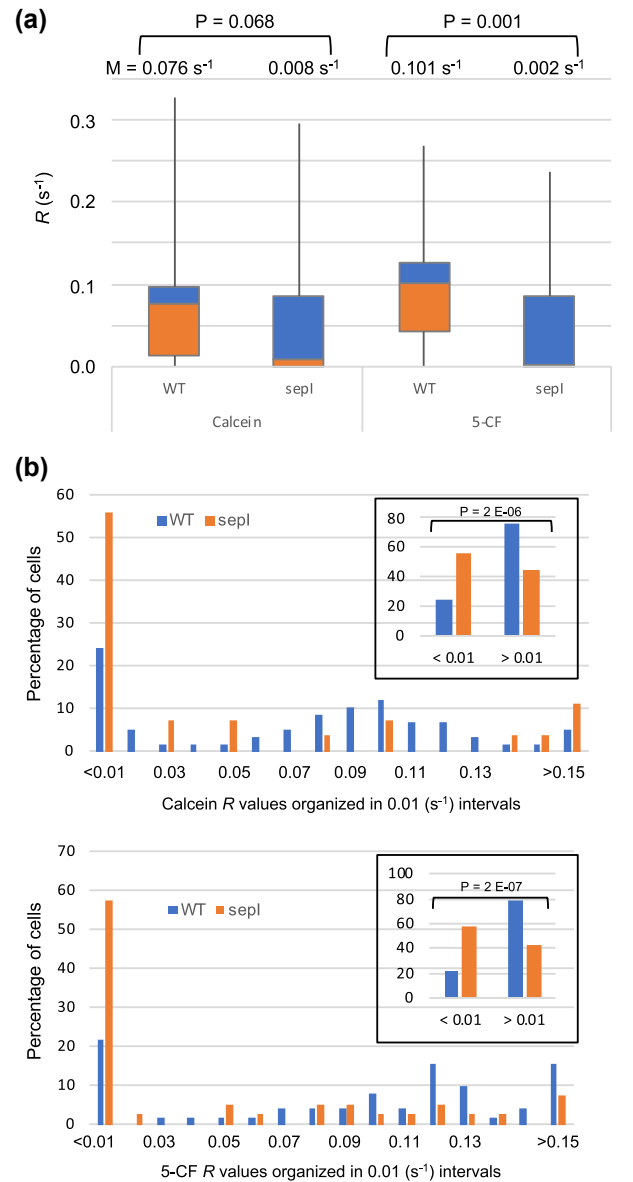 (a)
P = 0.068 P = 0.001
M = 0.076 s⁻¹ 0.008 s⁻¹ 0.101 s⁻¹ 0.002 s⁻¹
R (s⁻¹)
0.3
0.2
0.1
0.0
WT sepI WT sepI
Calcein 5-CF
(b)
Percentage of cells
60
50
40
30
20
10
0
WT sepI
P = 2 E-06
80
60
40
20
0
< 0.01 > 0.01
<0.01 0.03 0.05 0.07 0.09 0.11 0.13 >0.15
Calcein R values organized in 0.01 (s⁻¹) intervals
Percentage of cells
70
60
50
40
30
20
10
0
WT sepI
P = 2 E-07
100
80
60
40
20
0
< 0.01 > 0.01
<0.01 0.03 0.05 0.07 0.09 0.11 0.13 >0.15
5-CF R values organized in 0.01 (s⁻¹) intervals